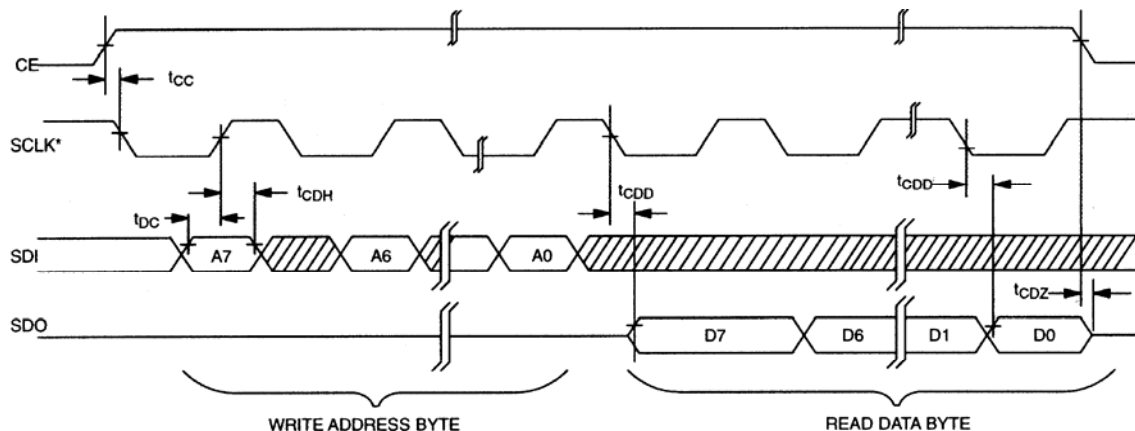 CE
tCC
SCLK*
tCDH
tCDD
tCDD
tDC
SDI
A7
A6
A0
tCDZ
SDO
D7
D6
D1
D0
WRITE ADDRESS BYTE
READ DATA BYTE